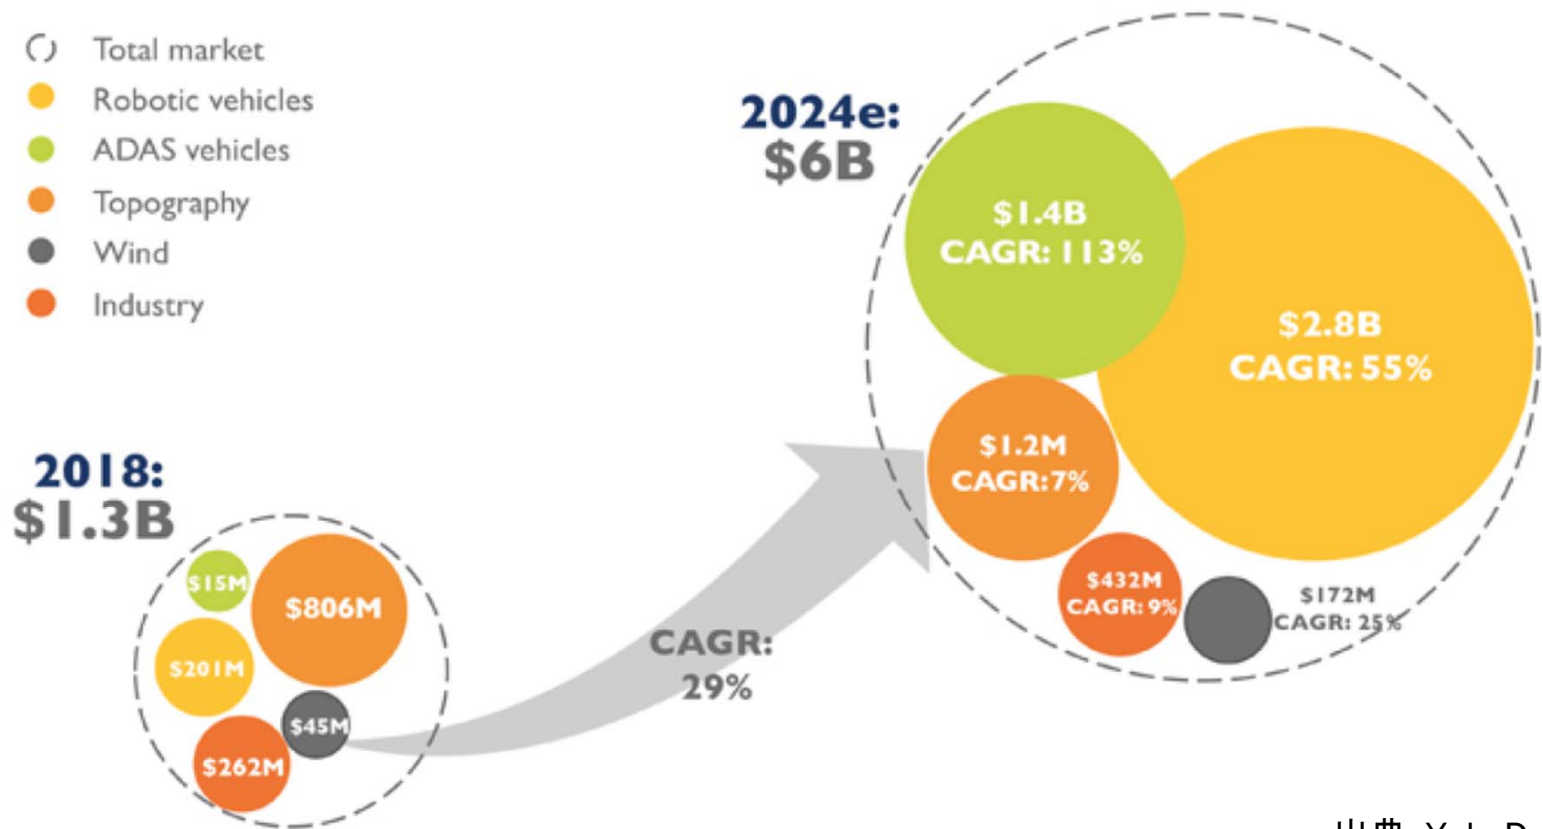 Total market
Robotic vehicles
ADAS vehicles
Topography
Wind
Industry
2018:
$1.3B
$15M
$806M
$201M
$45M
$262M
CAGR:
29%
2024e:
$6B
$1.4B
CAGR: 113%
$2.8B
CAGR: 55%
$1.2M
CAGR:7%
$432M
CAGR: 9%
$172M
CAGR: 25%